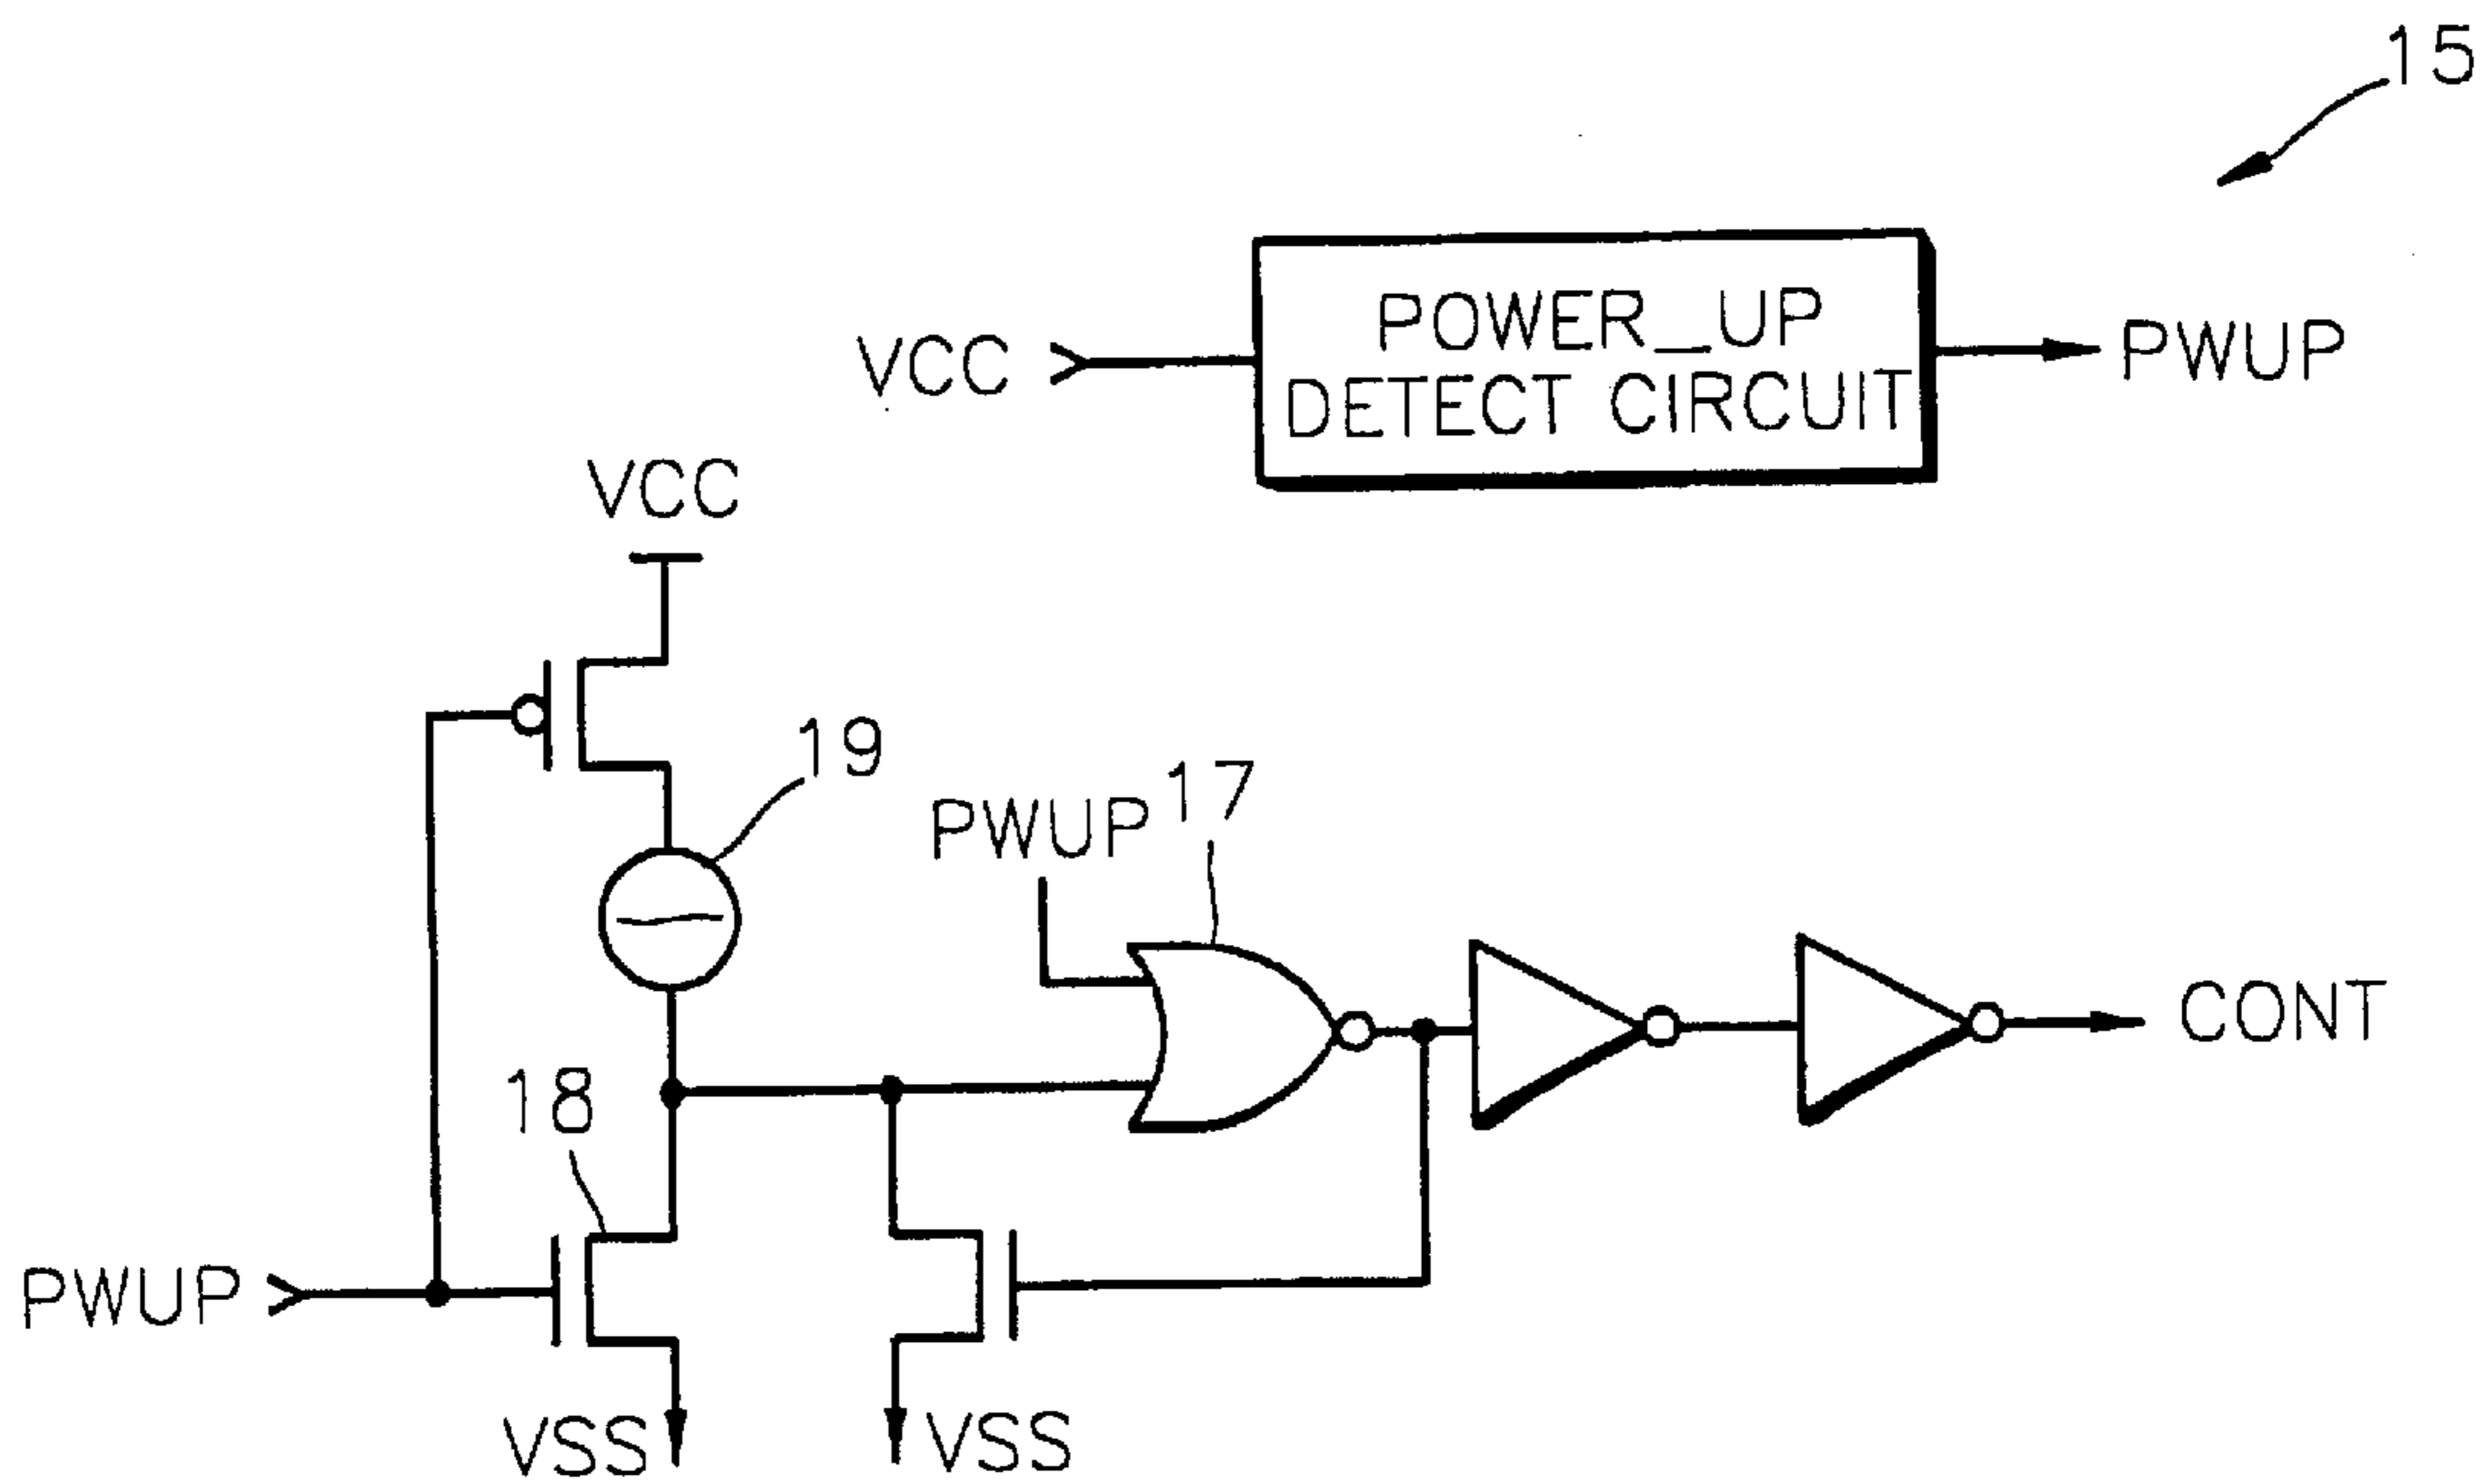 15
POWER_UP
DETECT CIRCUIT
VCC
PWUP
VCC
19
PWUP
17
CONT
18
PWUP
VSS
VSS